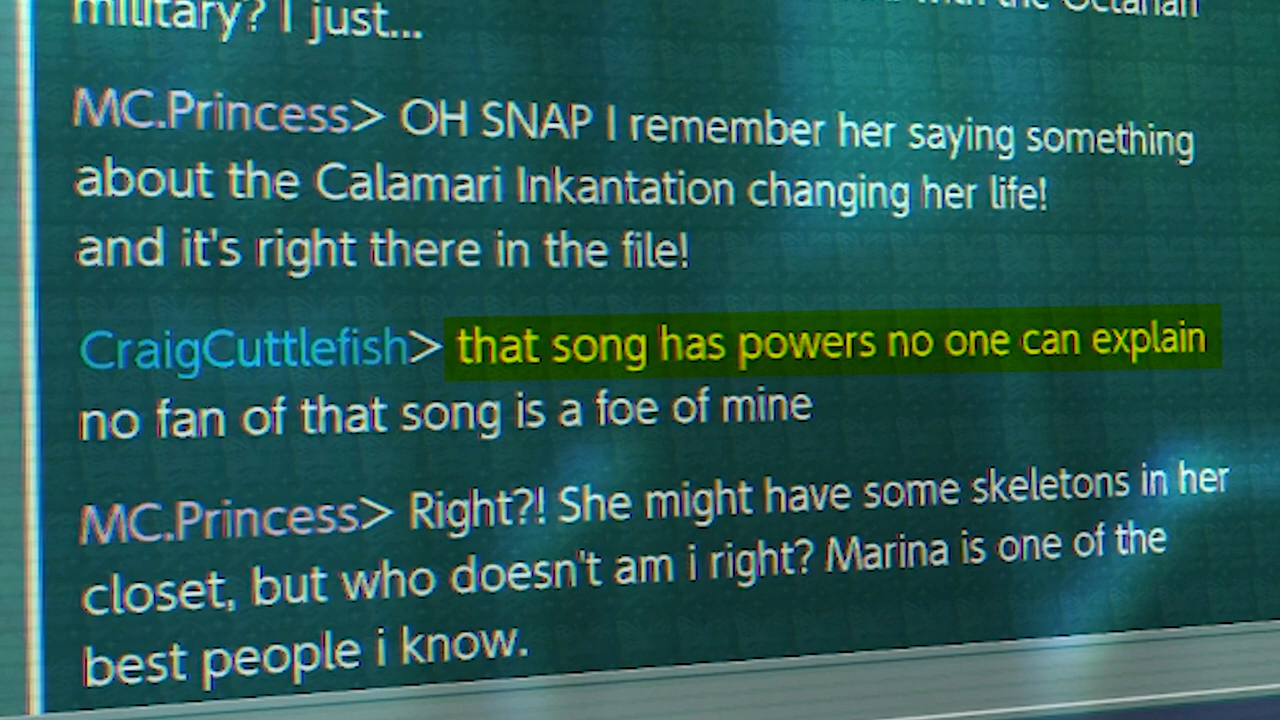 military? I just...
MC.Princess> OH SNAP I remember her saying something
about the Calamari Inkantation changing her life!
and it's right there in the file!
CraigCuttlefish> that song has powers no one can explain
no fan of that song is a foe of mine
MC.Princess> Right?! She might have some skeletons in her
closet, but who doesn't am i right? Marina is one of the
best people i know.